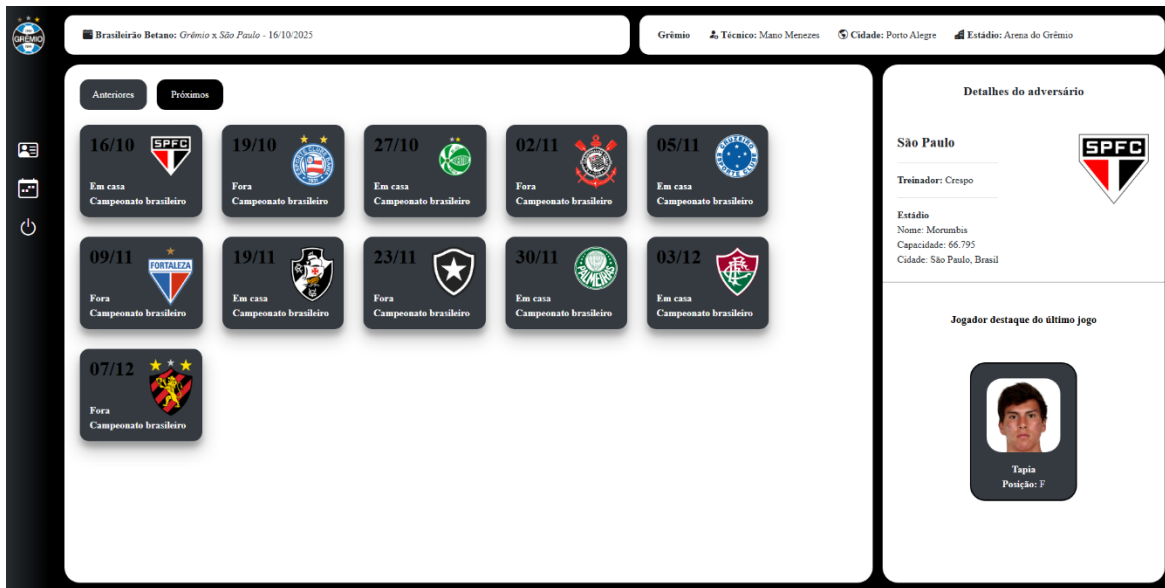 GRÊMIO
Brasileirão Betano: Grêmio x São Paulo - 16/10/2025
Grêmio Técnico: Mano Menezes Cidade: Porto Alegre Estádio: Arena do Grêmio
Anteriores Próximos
16/10
SPFC
Em casa
Campeonato brasileiro
19/10
Fora
Campeonato brasileiro
27/10
Em casa
Campeonato brasileiro
02/11
Fora
Campeonato brasileiro
05/11
Em casa
Campeonato brasileiro
09/11
FORTALEZA
Fora
Campeonato brasileiro
19/11
Em casa
Campeonato brasileiro
23/11
Fora
Campeonato brasileiro
30/11
PALMEIRAS
Em casa
Campeonato brasileiro
03/12
Em casa
Campeonato brasileiro
07/12
Fora
Campeonato brasileiro
Detalhes do adversário
São Paulo
SPFC
Treinador: Crespo
Estádio
Nome: Morumbis
Capacidade: 66.795
Cidade: São Paulo, Brasil
Jogador destaque do último jogo
Tapia
Posição: F